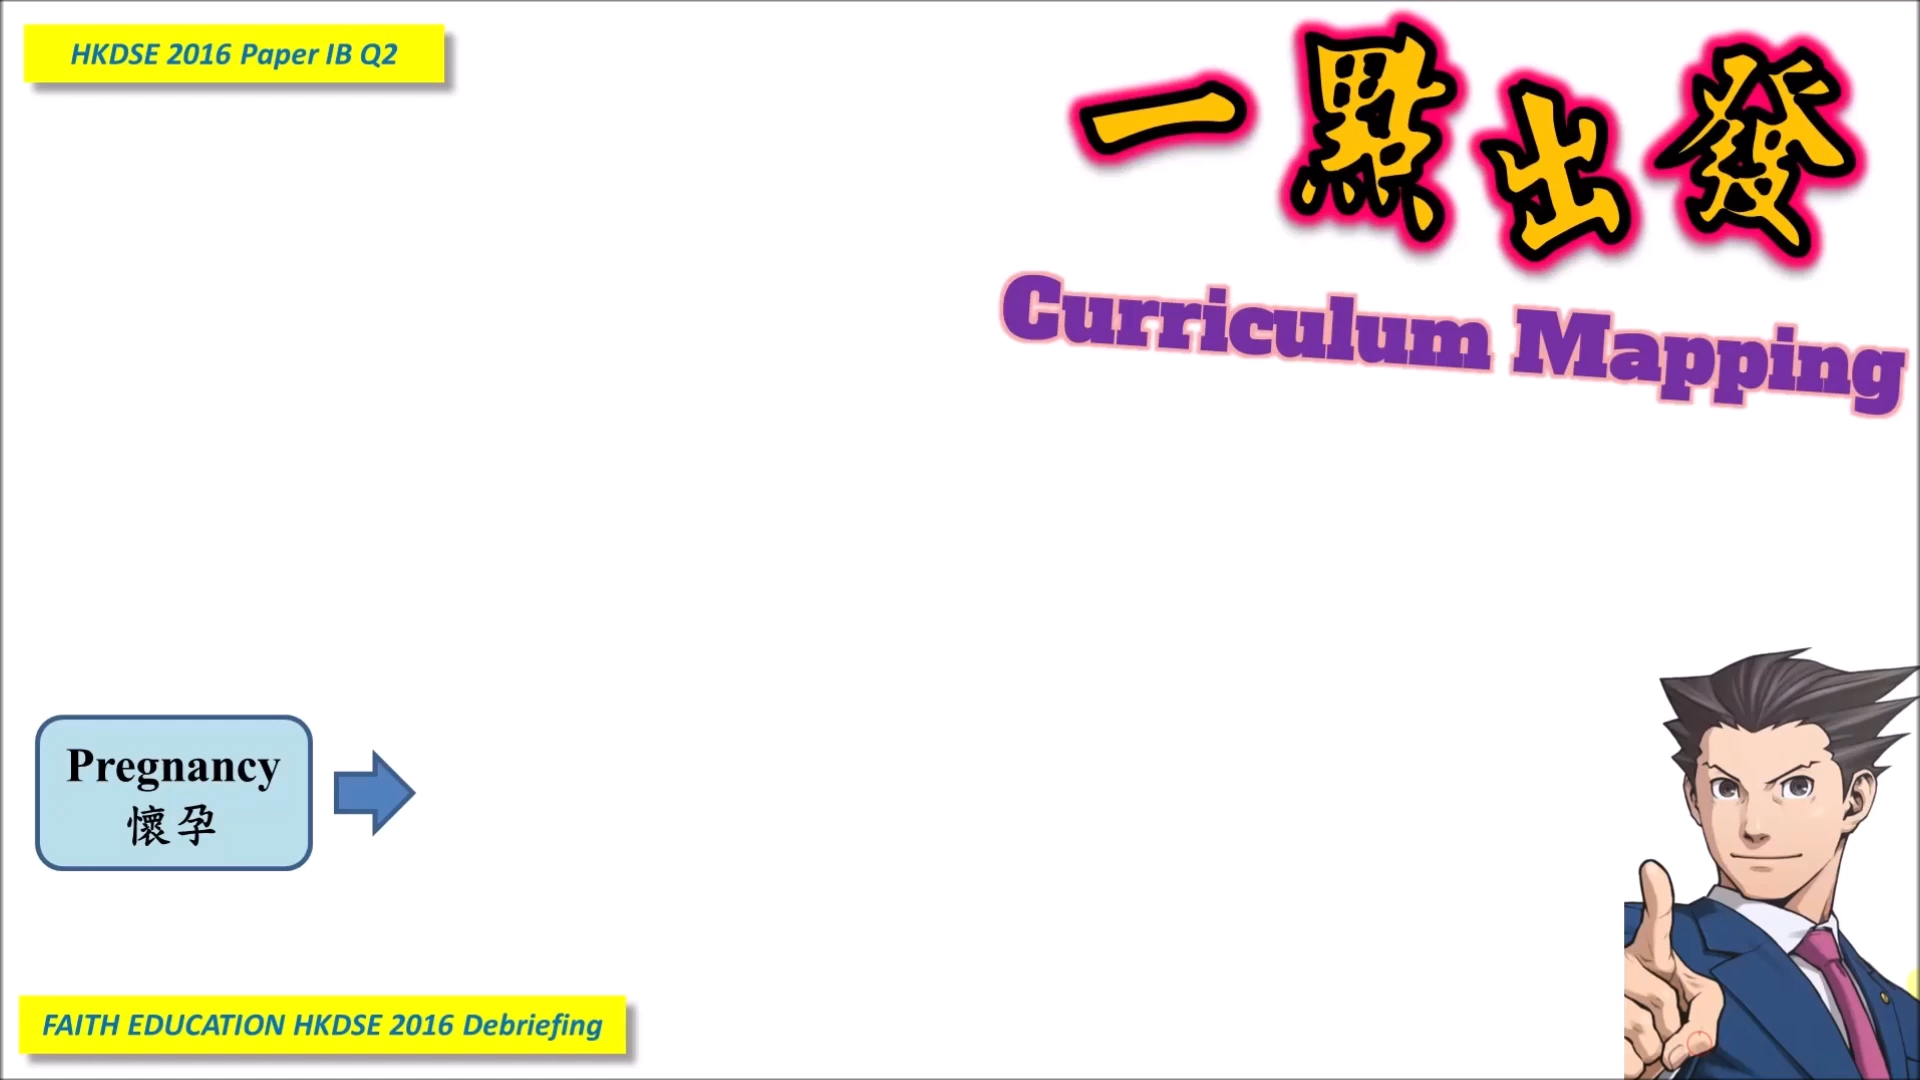 HKDSE 2016 Paper IB Q2
一點出發
Curriculum Mapping
Pregnancy
懷孕
FAITH EDUCATION HKDSE 2016 Debriefing